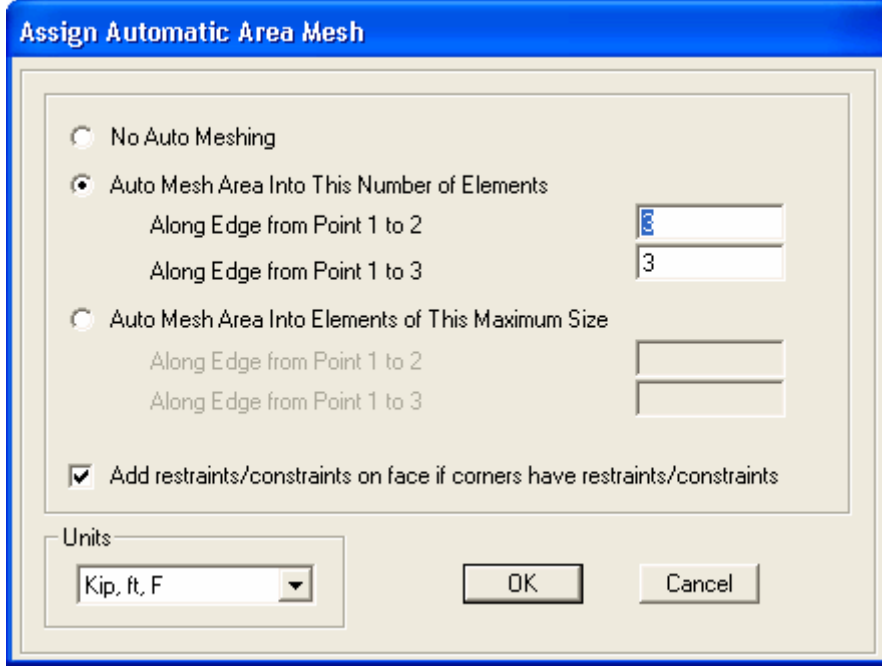 Assign Automatic Area Mesh
No Auto Meshing
Auto Mesh Area Into This Number of Elements
Along Edge from Point 1 to 2 3
Along Edge from Point 1 to 3 3
Auto Mesh Area Into Elements of This Maximum Size
Along Edge from Point 1 to 2
Along Edge from Point 1 to 3
Add restraints/constraints on face if corners have restraints/constraints
Units
Kip, ft, F OK Cancel